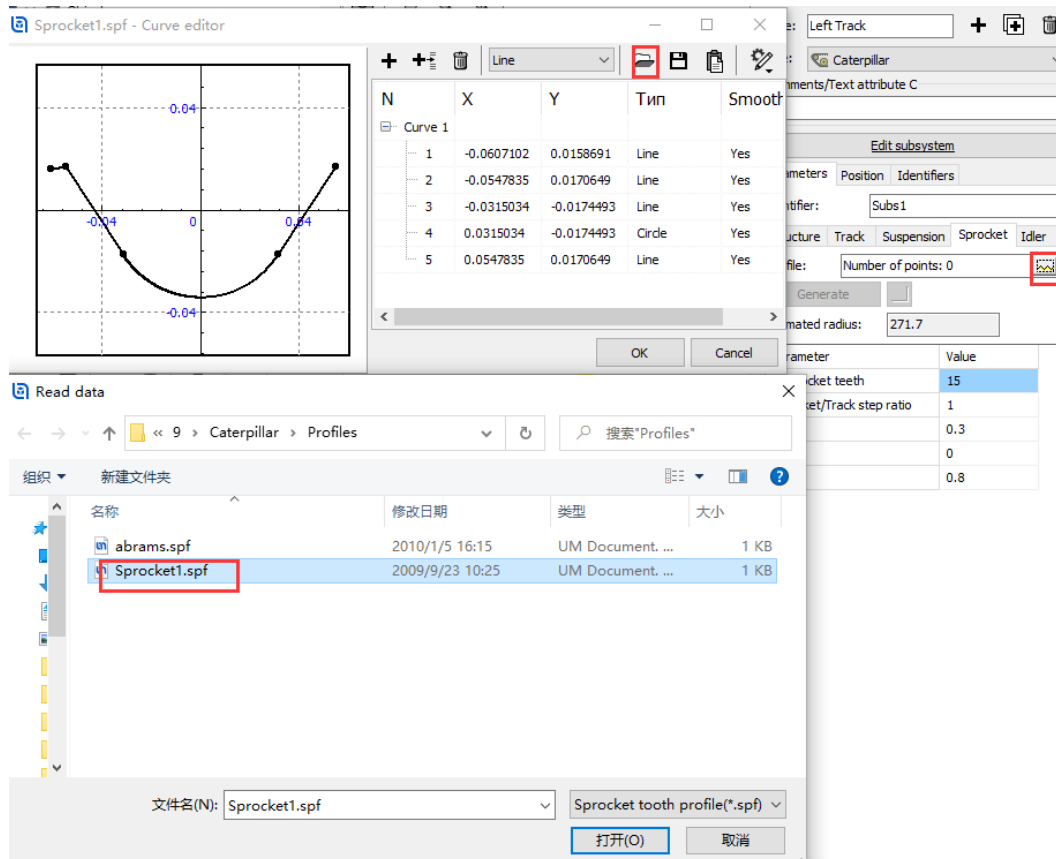 Sprocket1.spf - Curve editor
Line
N X Y Тип Smooth
Curve 1
1 -0.0607102 0.0158691 Line Yes
2 -0.0547835 0.0170649 Line Yes
3 -0.0315034 -0.0174493 Line Yes
4 0.0315034 -0.0174493 Circle Yes
5 0.0547835 0.0170649 Line Yes
0.04
-0.04 0 0.04
-0.04
OK Cancel
e: Left Track
Caterpillar
mments/Text attribute C
Edit subsystem
ameters Position Identifiers
ntifier: Subs1
ucture Track Suspension Sprocket Idler
file: Number of points: 0
Generate
mated radius: 271.7
rameter Value
ocket teeth 15
ket/Track step ratio 1
0.3
0
0.8
Read data
« 9 › Caterpillar › Profiles
搜索"Profiles"
组织 新建文件夹
名称 修改日期 类型 大小
abrams.spf 2010/1/5 16:15 UM Document. ... 1 KB
Sprocket1.spf 2009/9/23 10:25 UM Document. ... 1 KB
文件名(N): Sprocket1.spf Sprocket tooth profile(*.spf)
打开(O) 取消